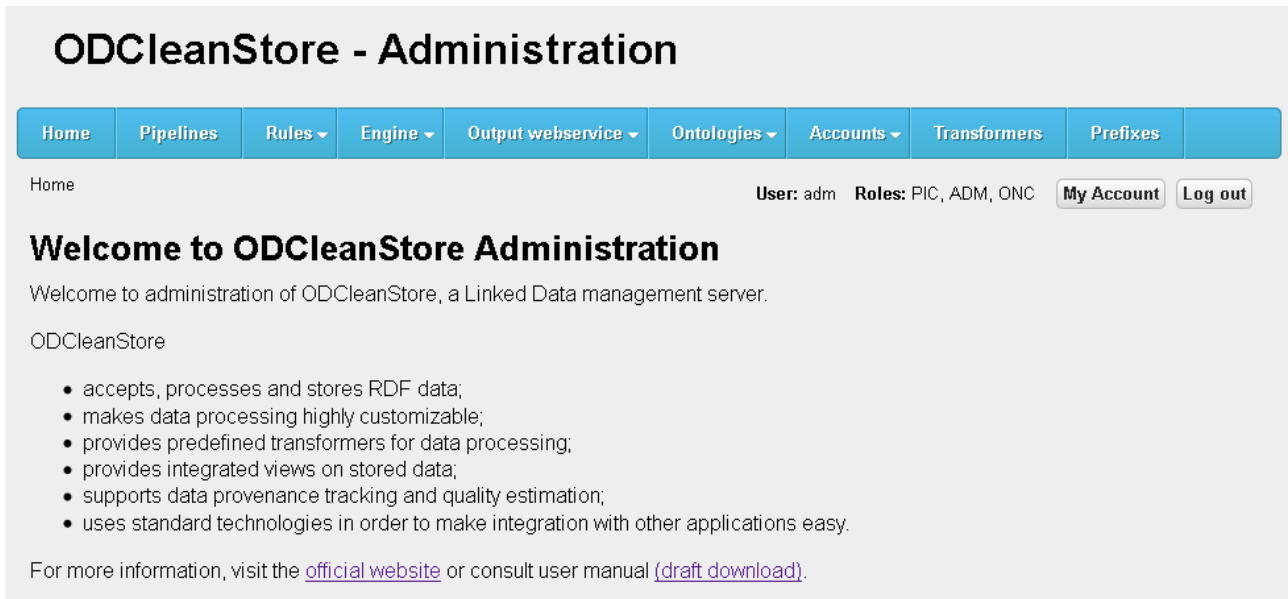 ODCleanStore - Administration
Home Pipelines Rules Engine Output webservice Ontologies Accounts Transformers Prefixes
Home User: adm Roles: PIC, ADM, ONC My Account Log out
Welcome to ODCleanStore Administration
Welcome to administration of ODCleanStore, a Linked Data management server.
ODCleanStore
• accepts, processes and stores RDF data;
• makes data processing highly customizable;
• provides predefined transformers for data processing;
• provides integrated views on stored data;
• supports data provenance tracking and quality estimation;
• uses standard technologies in order to make integration with other applications easy.
For more information, visit the official website or consult user manual (draft download).